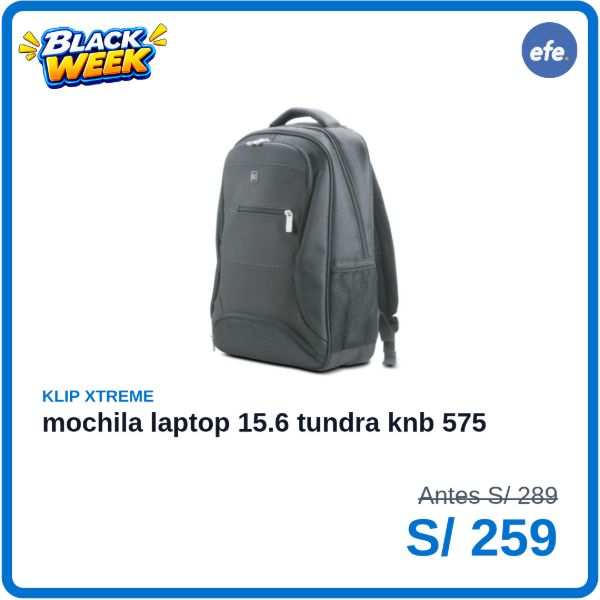 BLACK
WEEK
efe.
KLIP XTREME
mochila laptop 15.6 tundra knb 575
Antes S/ 289
S/ 259